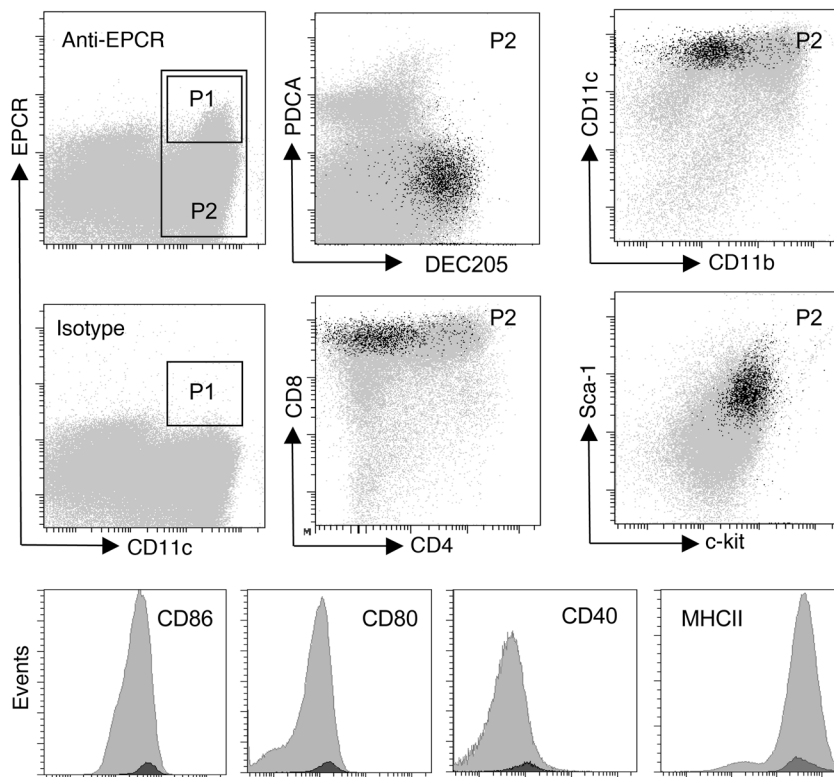 Anti-EPCR
P1
P2
EPCR
P2
PDCA
DEC205
P2
CD11c
CD11b
Isotype
P1
CD11c
P2
CD8
CD4
P2
Sca-1
c-kit
Events
CD86
CD80
CD40
MHCII